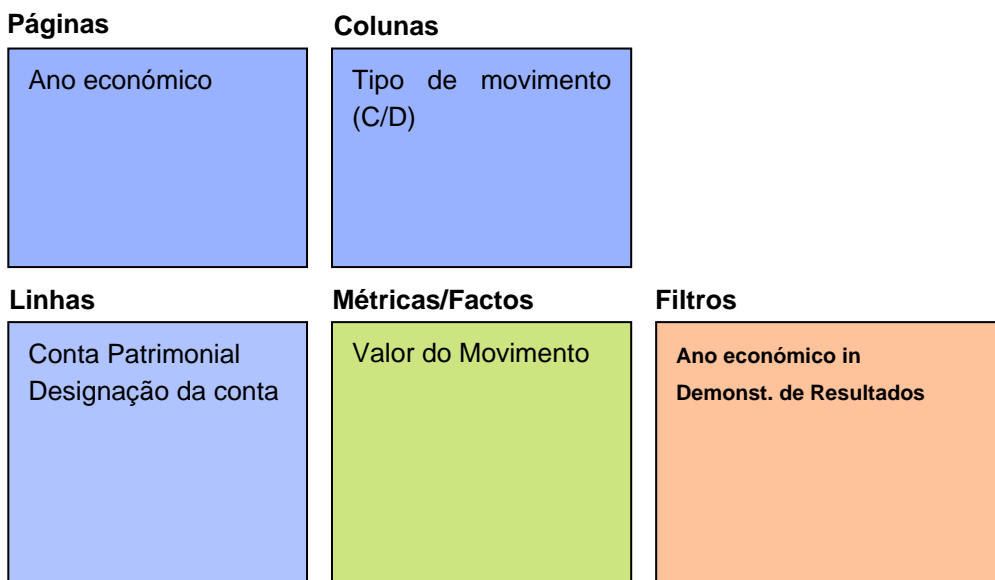 Páginas
Colunas
Ano económico
Tipo de movimento
(C/D)
Linhas
Métricas/Factos
Filtros
Conta Patrimonial
Designação da conta
Valor do Movimento
Ano económico in
Demonst. de Resultados